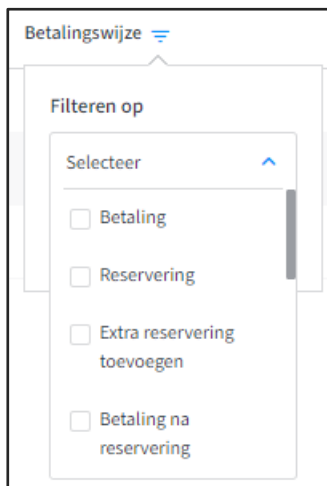 Betalingswijze
Filteren op
Selecteer
Betaling
Reservering
Extra reservering
toevoegen
Betaling na
reservering